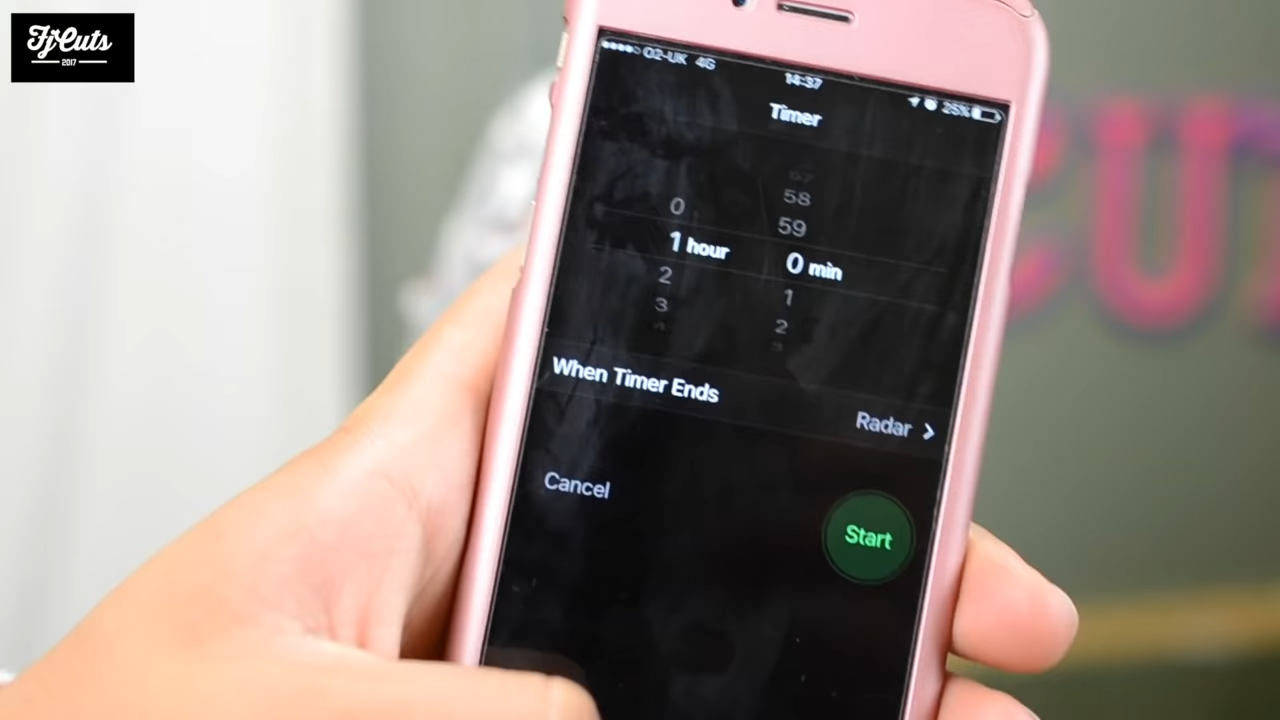 FjCuts
2017
O2-UK 4G
14:37
25%
Timer
58
0
59
1 hour
0 min
2
1
3
2
When Timer Ends
Radar
Cancel
Start
CU